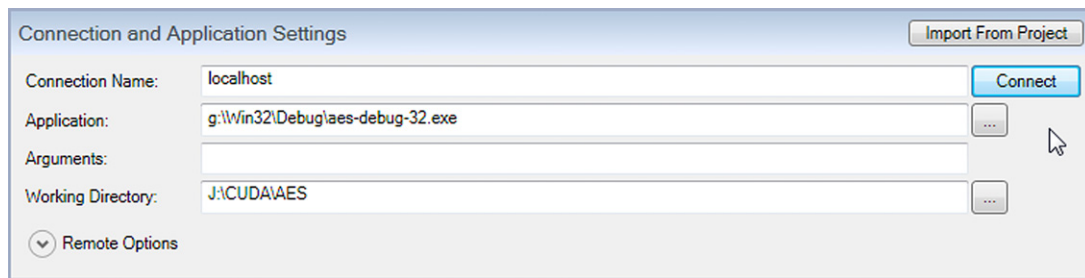 Connection and Application Settings
Import From Project
Connection Name:
localhost
Connect
Application:
g:\Win32\Debug\aes-debug-32.exe
...
Arguments:
Working Directory:
J:\CUDA\AES
...
Remote Options